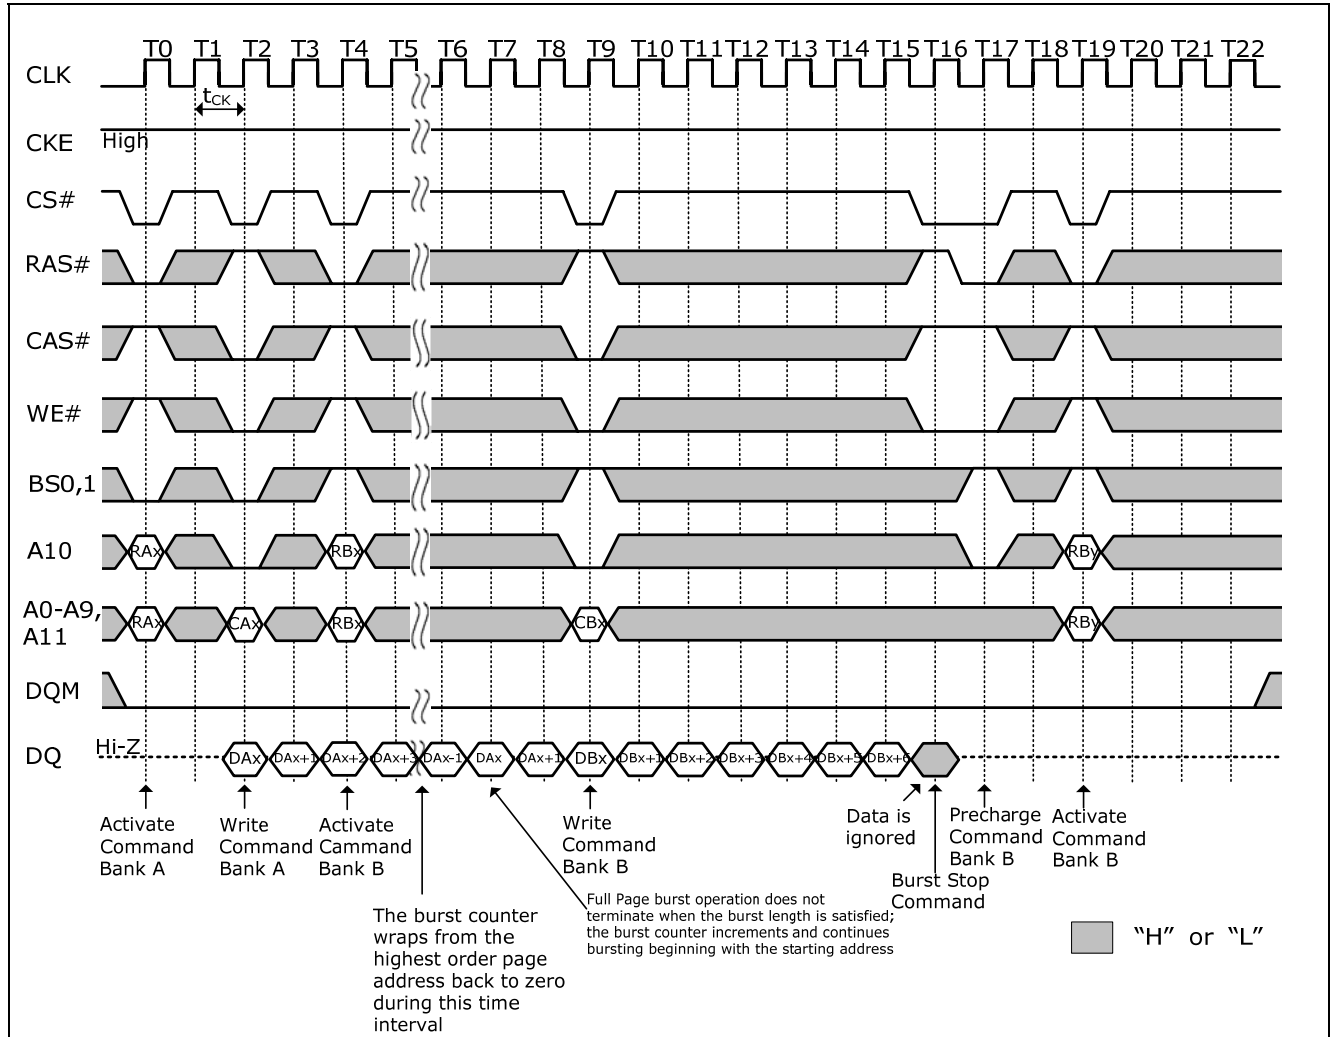 T0 T1 T2 T3 T4 T5 T6 T7 T8 T9 T10 T11 T12 T13 T14 T15 T16 T17 T18 T19 T20 T21 T22
CLK
tCK
CKE High
CS#
RAS#
CAS#
WE#
BS0,1
A10 RAx RBx RBy
A0-A9,
A11 RAx CAx RBx CBx RBy
DQM
DQ Hi-Z DAx DAx+1 DAx+2 DAx+3 DAx-1 DAx DAx+1 DBx DBx+1 DBx+2 DBx+3 DBx+4 DBx+5 DBx+6
Activate
Command
Bank A
Write
Command
Bank A
Activate
Cammand
Bank B
The burst counter
wraps from the
highest order page
address back to zero
during this time
interval
Full Page burst operation does not
terminate when the burst length is satisfied;
the burst counter increments and continues
bursting beginning with the starting address
Write
Command
Bank B
Data is
ignored
Burst Stop
Command
Precharge
Command
Bank B
Activate
Command
Bank B
“H” or “L”